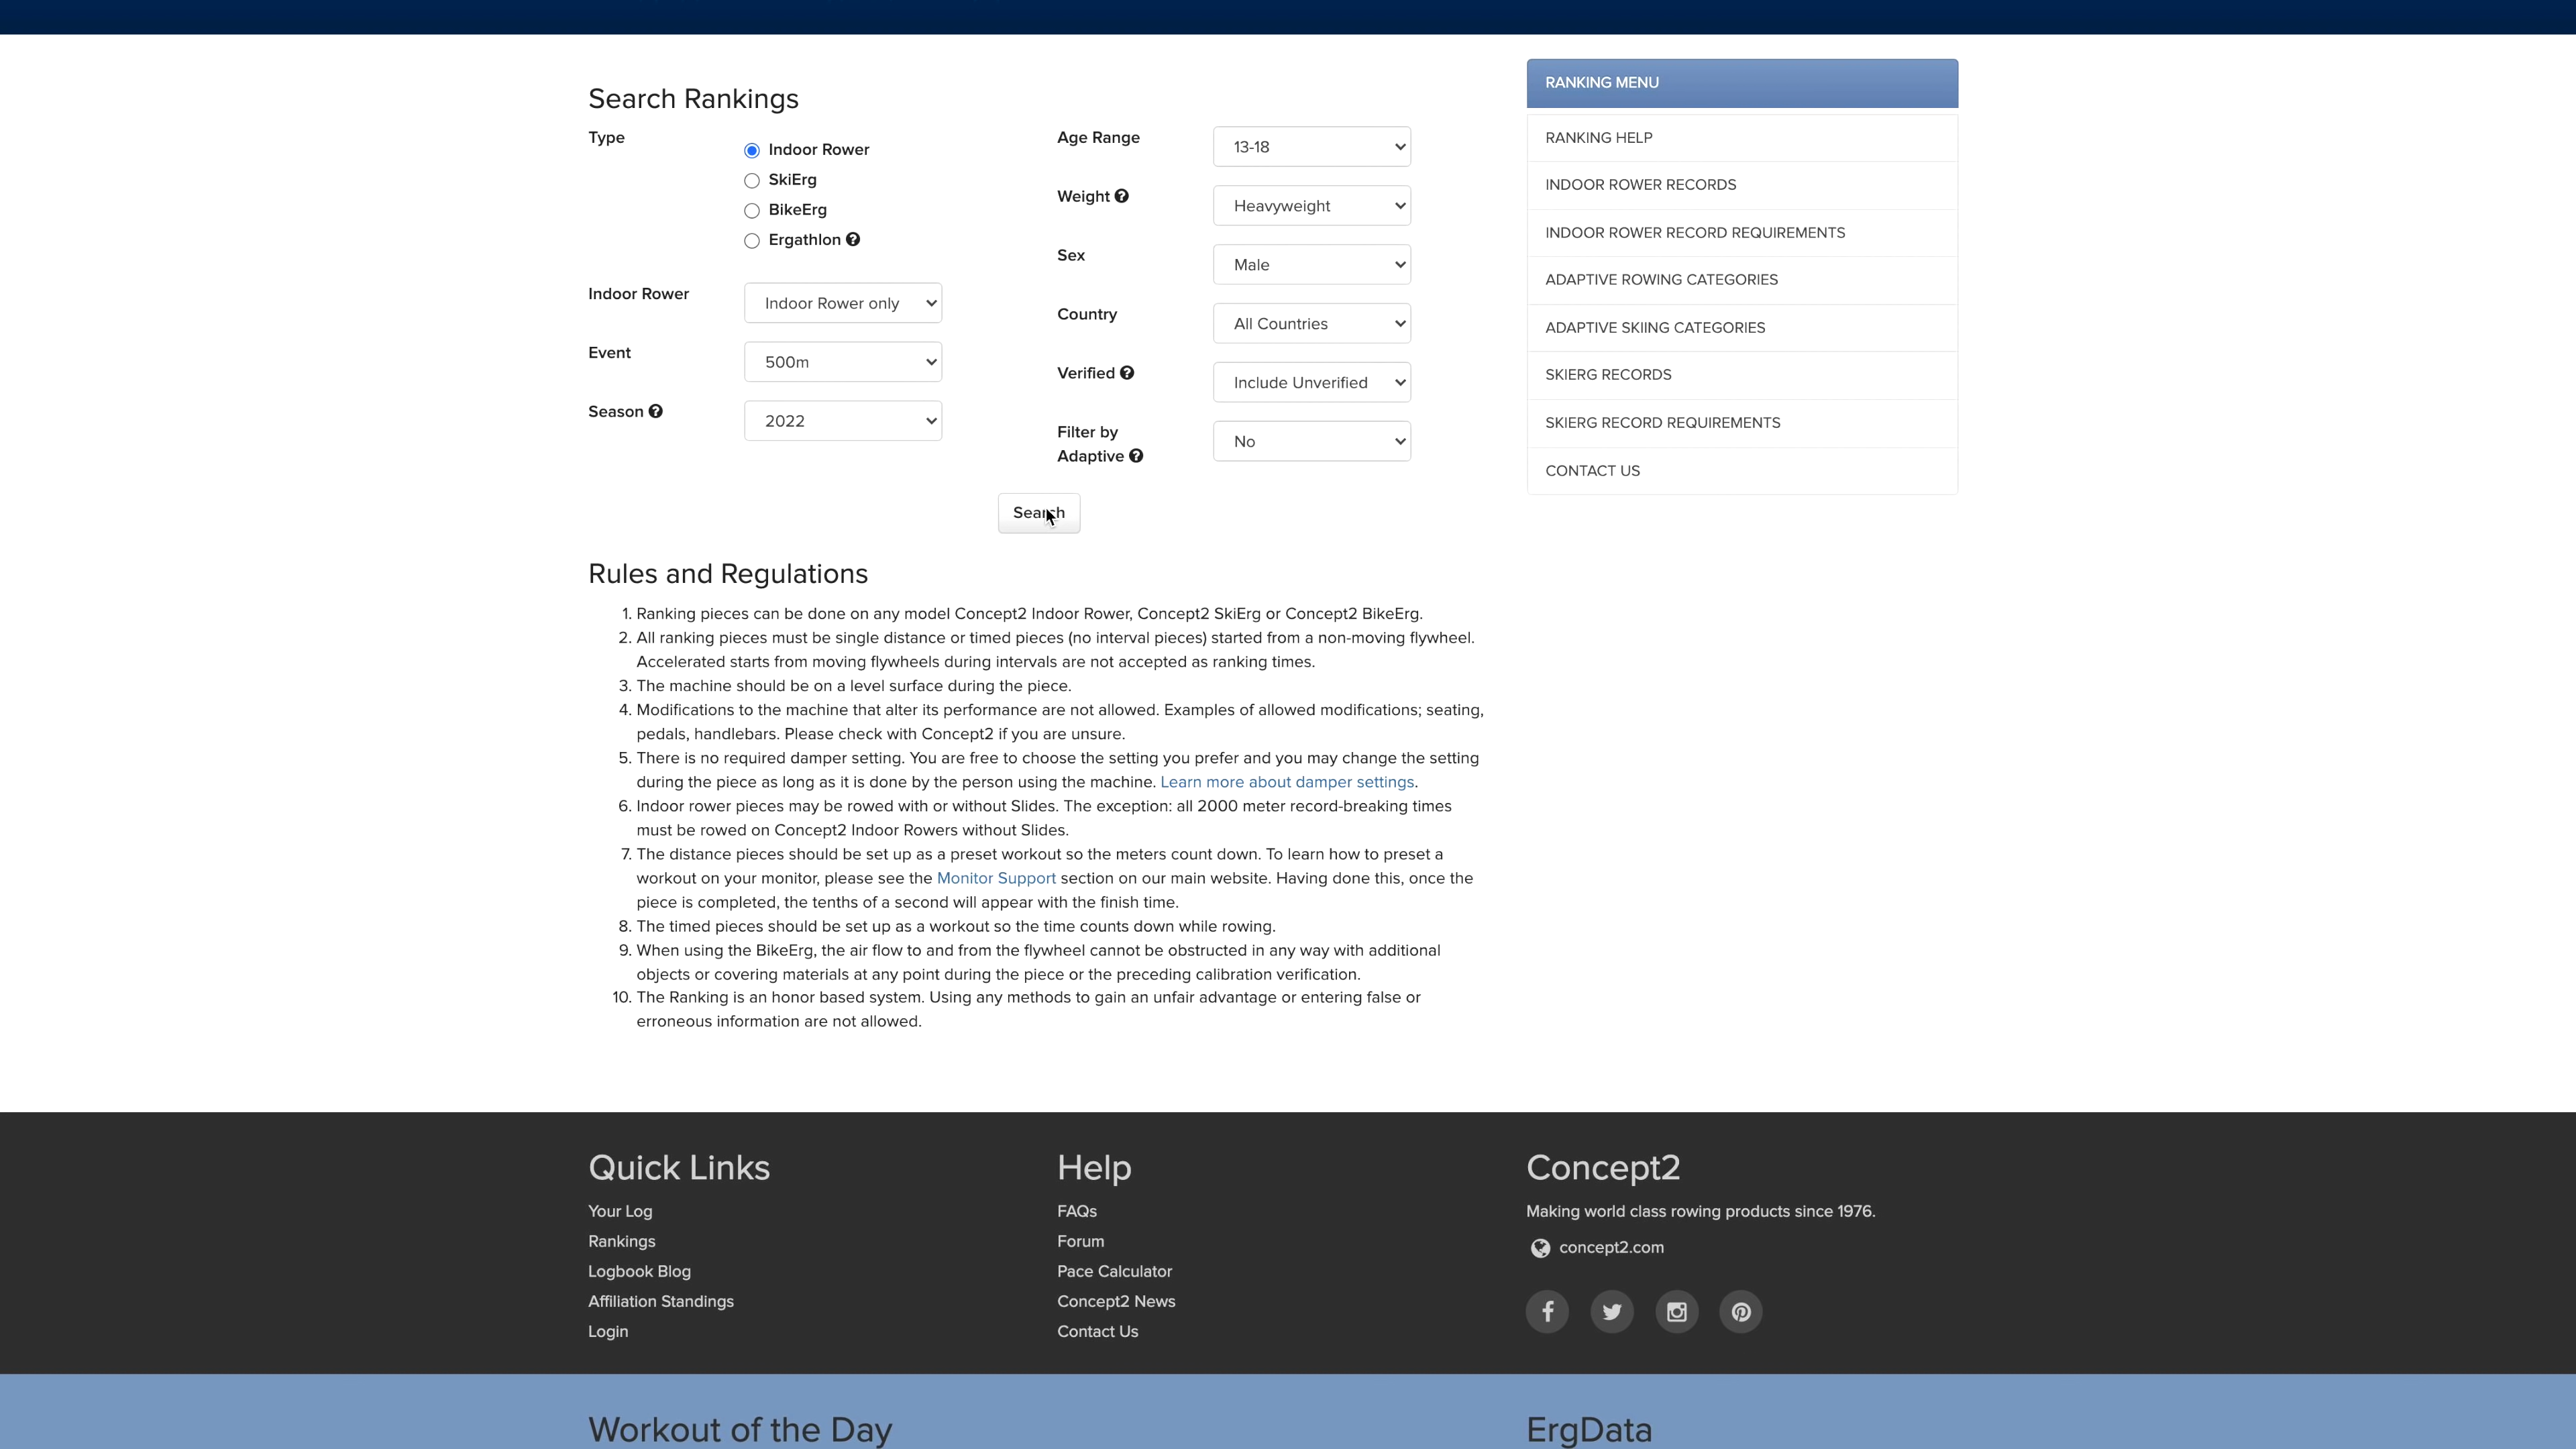 Search Rankings
Type
Indoor Rower
SkiErg
BikeErg
Ergathlon
Indoor Rower
Indoor Rower only
Event
500m
Season
2022
Age Range
13-18
Weight
Heavyweight
Sex
Male
Country
All Countries
Verified
Include Unverified
Filter by
Adaptive
No
Search
RANKING MENU
RANKING HELP
INDOOR ROWER RECORDS
INDOOR ROWER RECORD REQUIREMENTS
ADAPTIVE ROWING CATEGORIES
ADAPTIVE SKIING CATEGORIES
SKIERG RECORDS
SKIERG RECORD REQUIREMENTS
CONTACT US
Rules and Regulations
1. Ranking pieces can be done on any model Concept2 Indoor Rower, Concept2 SkiErg or Concept2 BikeErg.
2. All ranking pieces must be single distance or timed pieces (no interval pieces) started from a non-moving flywheel.
Accelerated starts from moving flywheels during intervals are not accepted as ranking times.
3. The machine should be on a level surface during the piece.
4. Modifications to the machine that alter its performance are not allowed. Examples of allowed modifications; seating,
pedals, handlebars. Please check with Concept2 if you are unsure.
5. There is no required damper setting. You are free to choose the setting you prefer and you may change the setting
during the piece as long as it is done by the person using the machine. Learn more about damper settings.
6. Indoor rower pieces may be rowed with or without Slides. The exception: all 2000 meter record-breaking times
must be rowed on Concept2 Indoor Rowers without Slides.
7. The distance pieces should be set up as a preset workout so the meters count down. To learn how to preset a
workout on your monitor, please see the Monitor Support section on our main website. Having done this, once the
piece is completed, the tenths of a second will appear with the finish time.
8. The timed pieces should be set up as a workout so the time counts down while rowing.
9. When using the BikeErg, the air flow to and from the flywheel cannot be obstructed in any way with additional
objects or covering materials at any point during the piece or the preceding calibration verification.
10. The Ranking is an honor based system. Using any methods to gain an unfair advantage or entering false or
erroneous information are not allowed.
Quick Links
Your Log
Rankings
Logbook Blog
Affiliation Standings
Login
Help
FAQs
Forum
Pace Calculator
Concept2 News
Contact Us
Concept2
Making world class rowing products since 1976.
concept2.com
Workout of the Day
ErgData